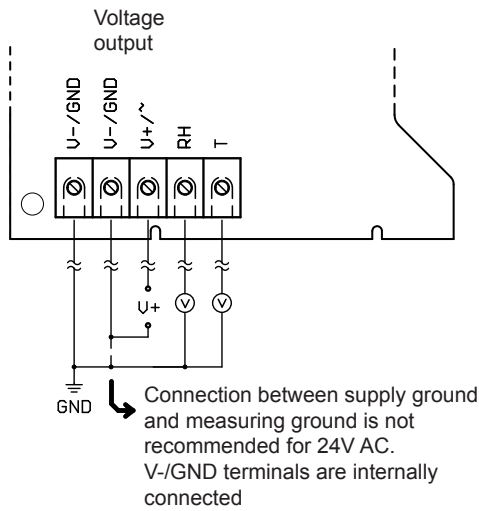 Voltage
output
V-/GND
V-/GND
V+/~
RH
T
V+
V
V
GND
Connection between supply ground
and measuring ground is not
recommended for 24V AC.
V-/GND terminals are internally
connected